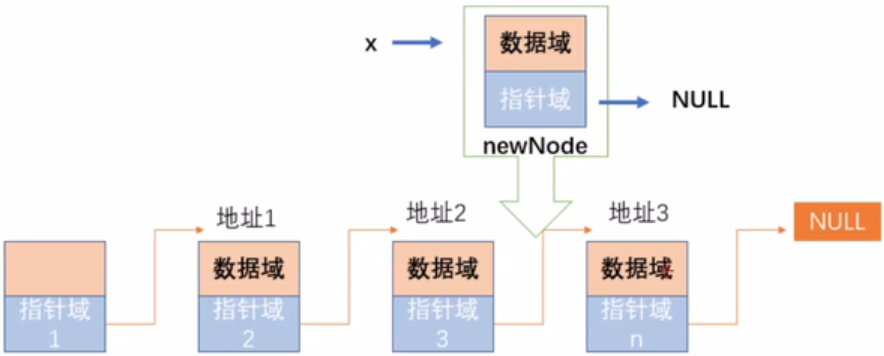 数据域
x
指针域
NULL
newNode
地址1
地址2
地址3
NULL
数据域
数据域
数据域
指针域
1
指针域
2
指针域
3
指针域
n